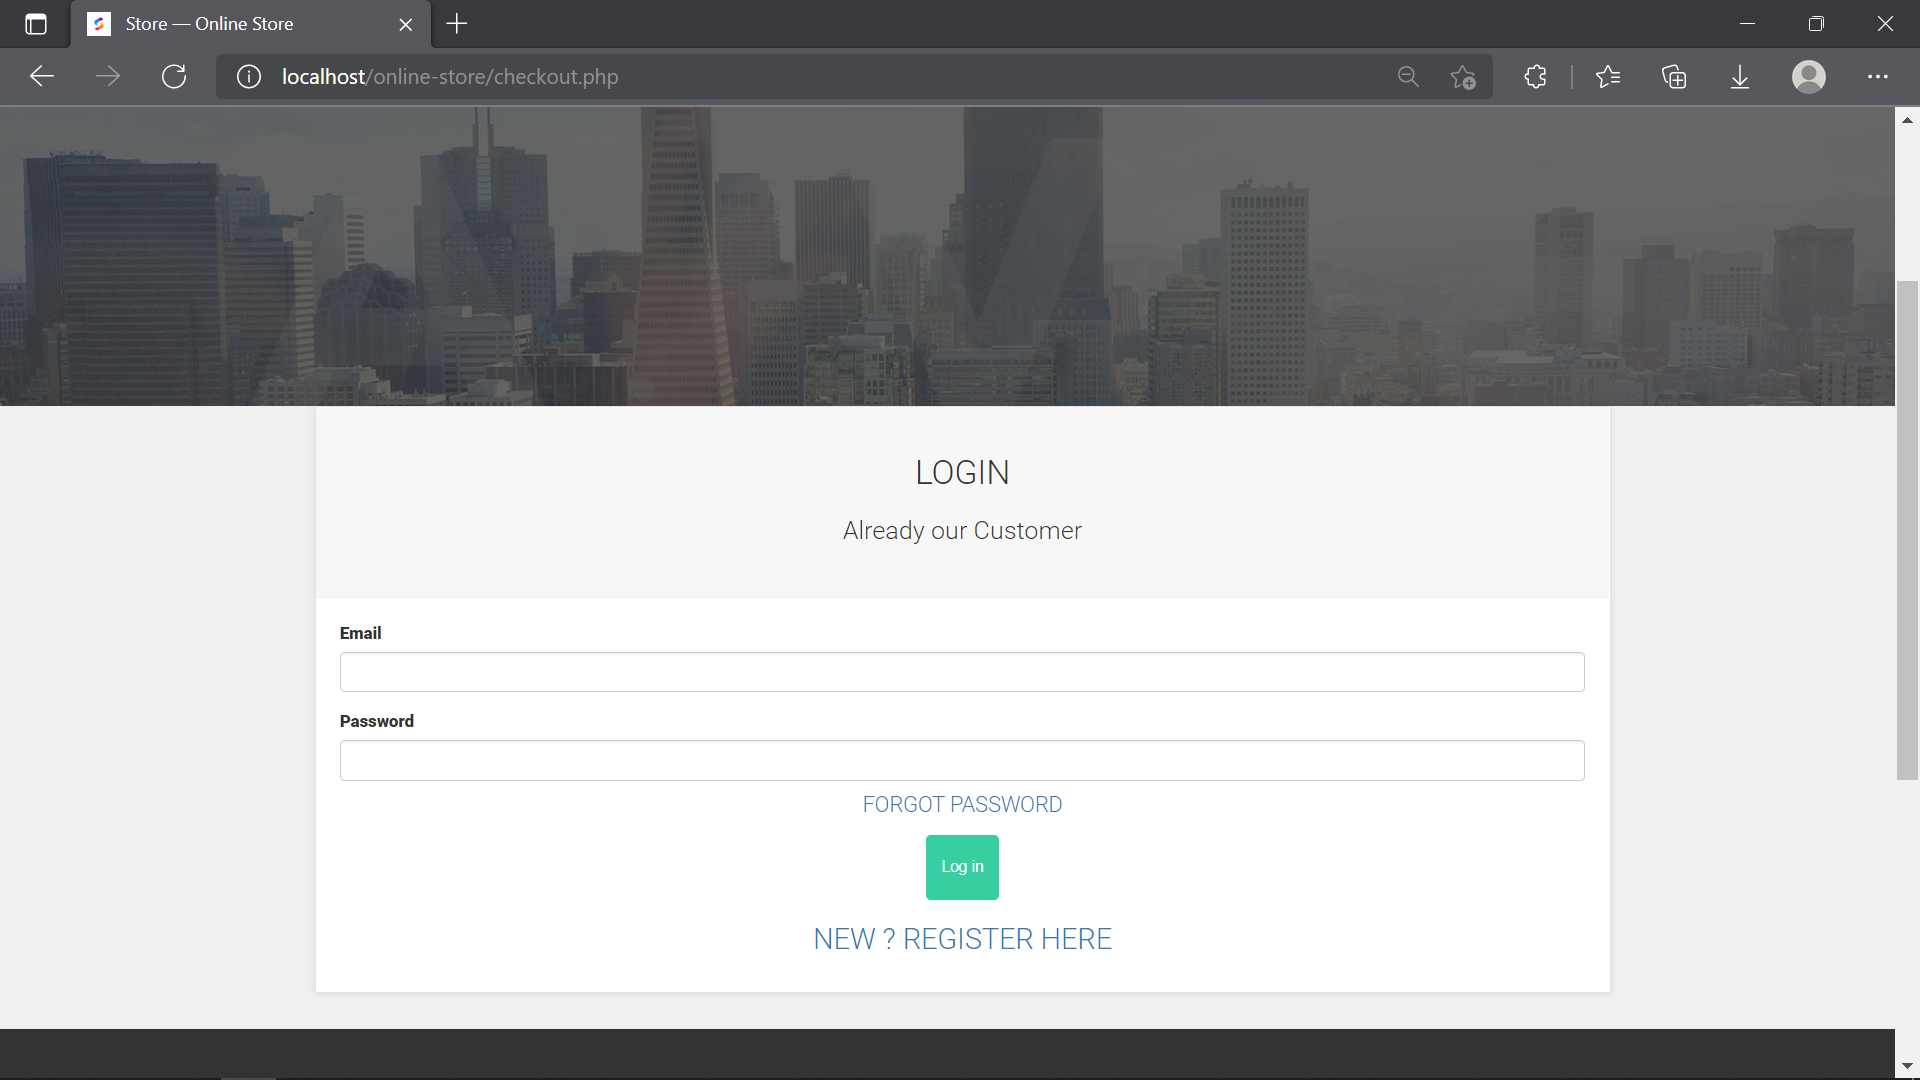 Store — Online Store
localhost/online-store/checkout.php
LOGIN
Already our Customer
Email
Password
FORGOT PASSWORD
Log in
NEW ? REGISTER HERE